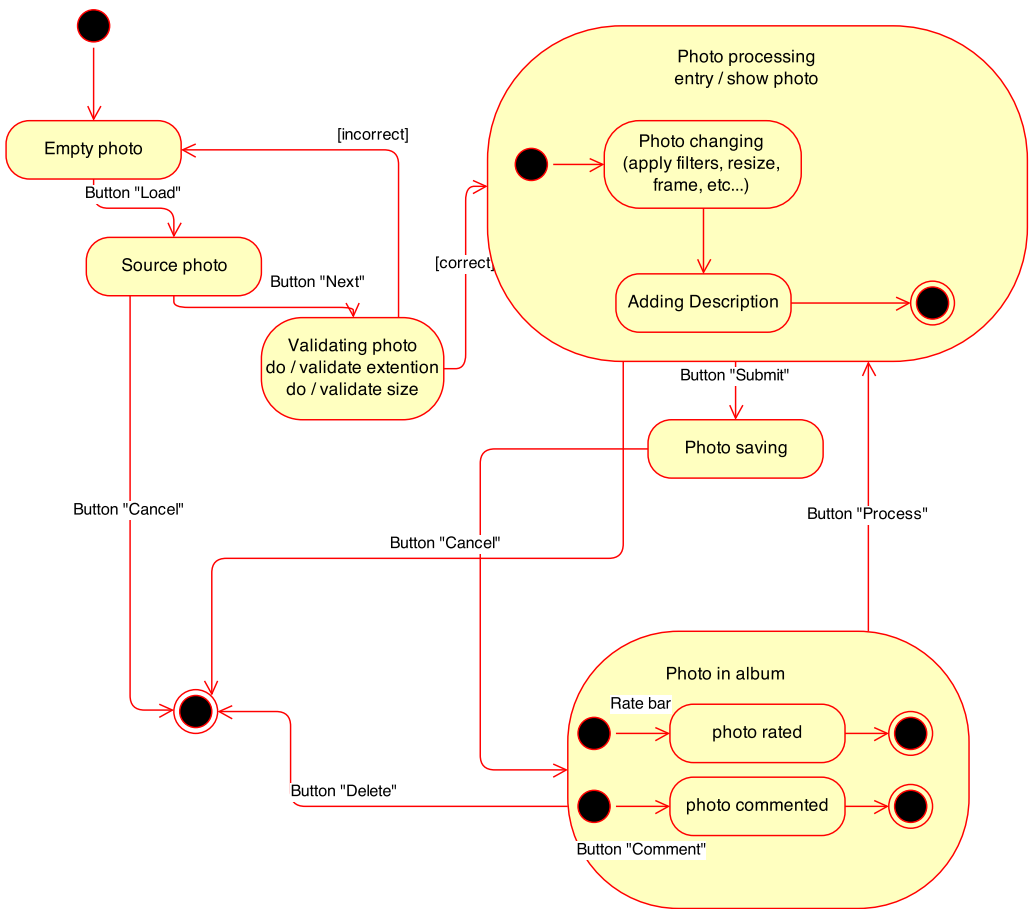 Photo processing
entry / show photo
[incorrect]
Empty photo
Photo changing
(apply filters, resize,
frame, etc...)
Button "Load"
Source photo
[correct]
Button "Next"
Adding Description
Validating photo
do / validate extention
do / validate size
Button "Submit"
Photo saving
Button "Cancel"
Button "Process"
Button "Cancel"
Photo in album
Rate bar
photo rated
Button "Delete"
photo commented
Button "Comment"